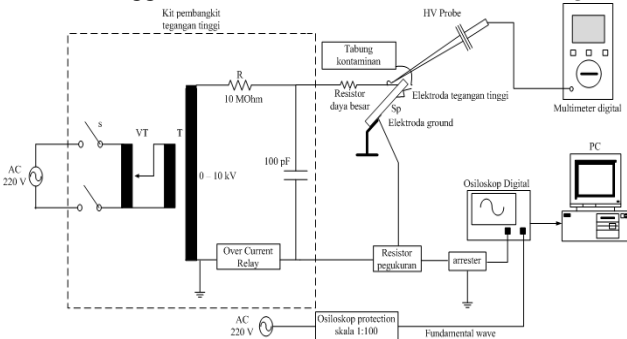 Kit pembangkit
tegangan tinggi
HV Probe
Tabung
kontaminan
R
10 MOhm
Resistor
daya besar
Elektroda tegangan tinggi
Sp
Elektroda ground
Multimeter digital
s
VT
T
AC
220 V
0 – 10 kV
100 pF
PC
Osiloskop Digital
Over Current
Relay
Resistor
pegukuran
arrester
AC
220 V
Osiloskop protection
skala 1:100
Fundamental wave